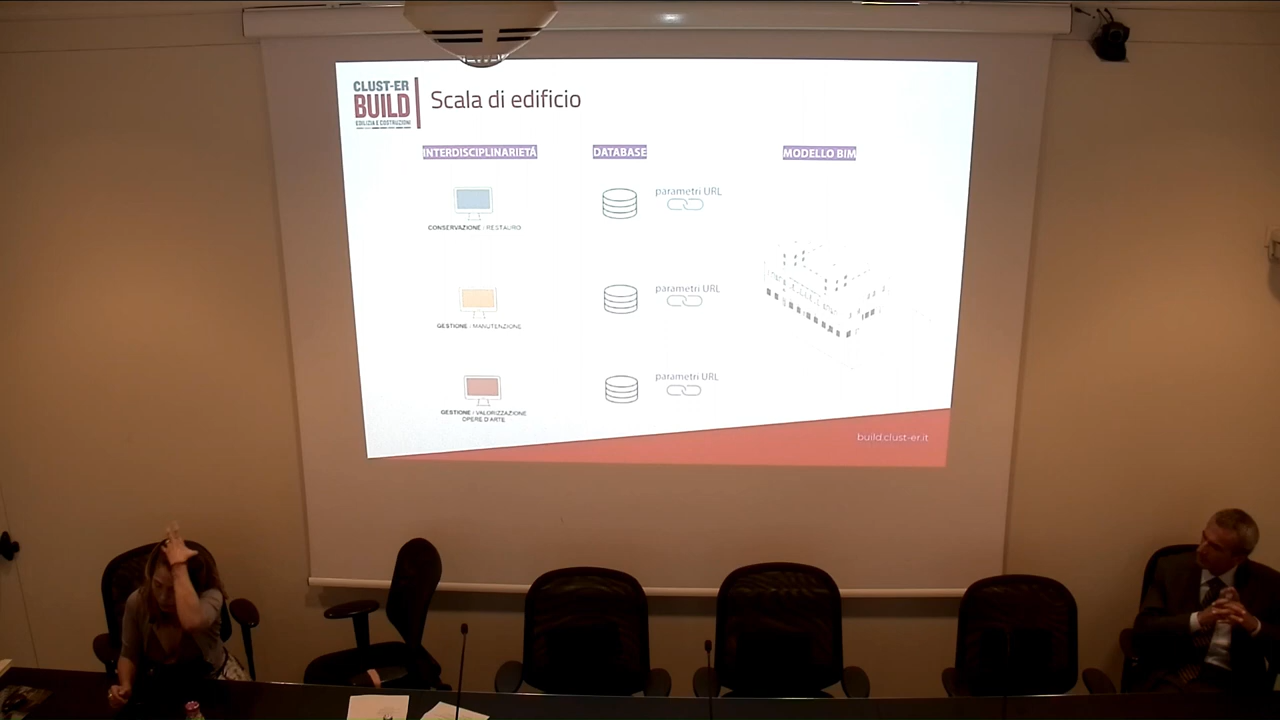 CLUST-ER
BUILD
EDILIZIA E COSTRUZIONI
Scala di edificio
INTERDISCIPLINARIETÁ
DATABASE
MODELLO BIM
parametri URL
CONSERVAZIONE / RESTAURO
parametri URL
GESTIONE / MANUTENZIONE
parametri URL
GESTIONE / VALORIZZAZIONE
OPERE D'ARTE
build.clust-er.it